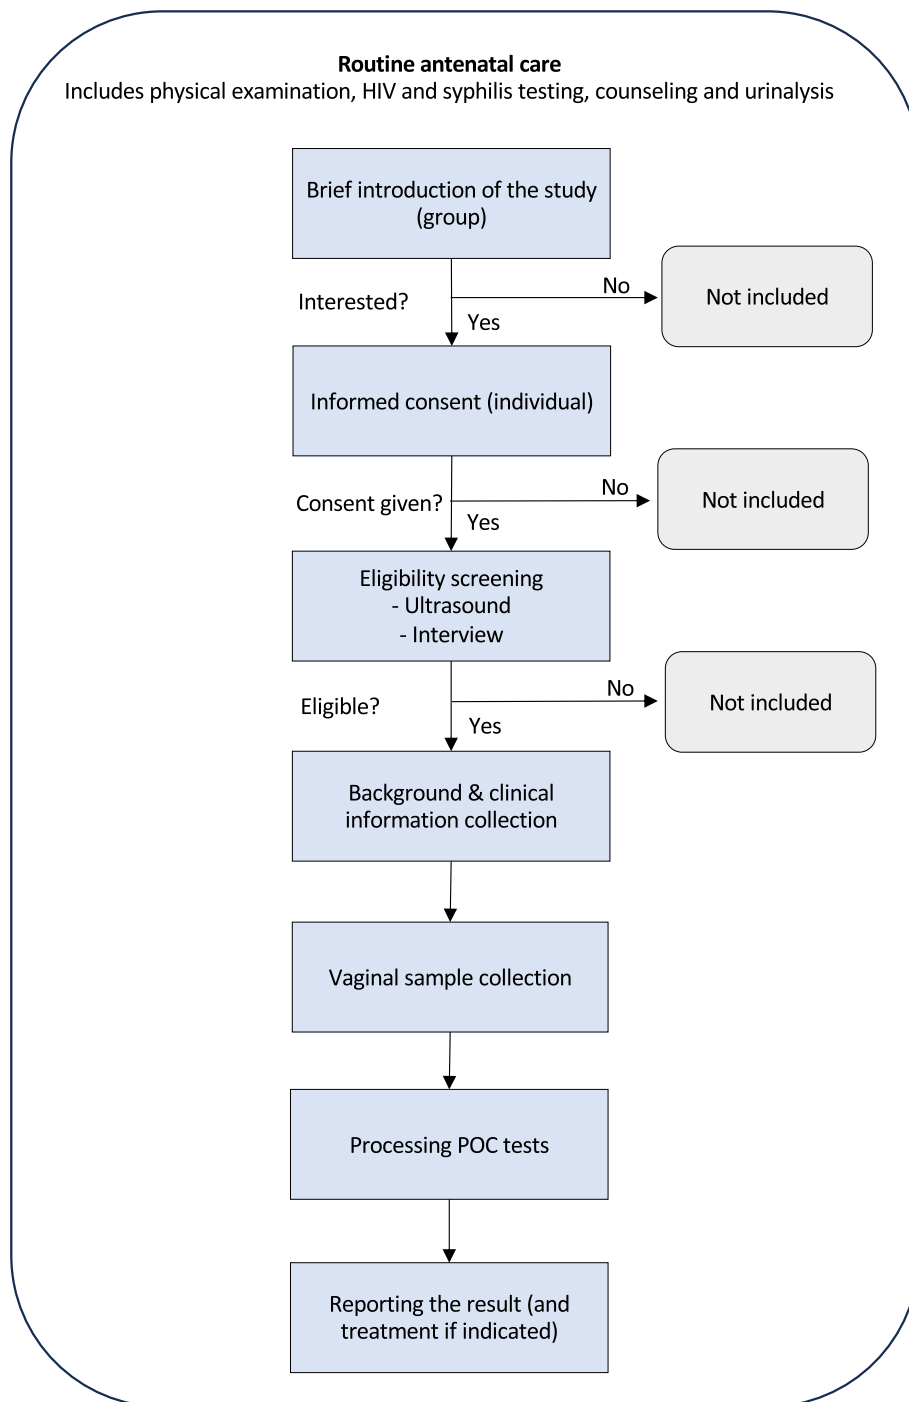 Routine antenatal care
Includes physical examination, HIV and syphilis testing, counseling and urinalysis
Brief introduction of the study
(group)
Interested?
No
Not included
Yes
Informed consent (individual)
Consent given?
No
Not included
Yes
Eligibility screening
- Ultrasound
- Interview
Eligible?
No
Not included
Yes
Background & clinical
information collection
Vaginal sample collection
Processing POC tests
Reporting the result (and
treatment if indicated)